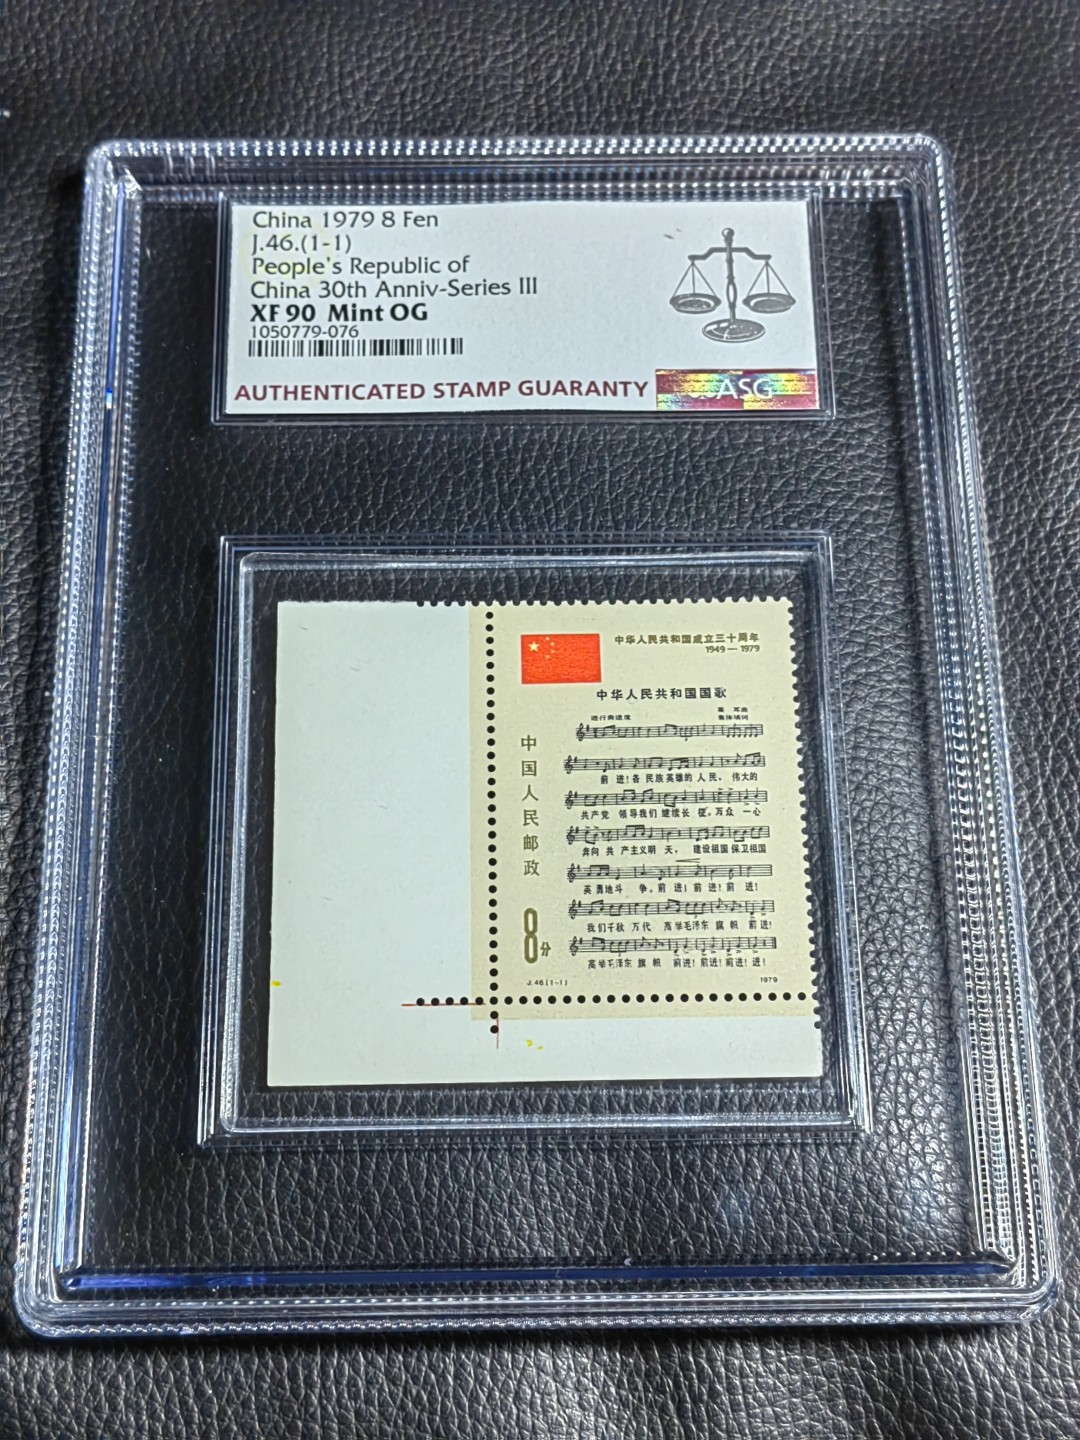 China 1979 8 Fen
J.46.(1-1)
People's Republic of
China 30th Anniv-Series III
XF 90 Mint OG
1050779-076
AUTHENTICATED STAMP GUARANTY ASG
中华人民共和国成立三十周年
1949—1979
中华人民共和国国歌
聂耳曲
进行曲速度 集体填词
前进!各民族英雄的人民,伟大的
共产党 领导我们继续长征。万众一心
奔向共产主义明天,建设祖国保卫祖国
英勇地斗争。前进!前进!前进!
我们千秋万代 高举毛泽东旗帜 前进!
高举毛泽东旗帜 前进!前进!前进!进!
中国人民邮政
8分
J.46.(1-1) 1979